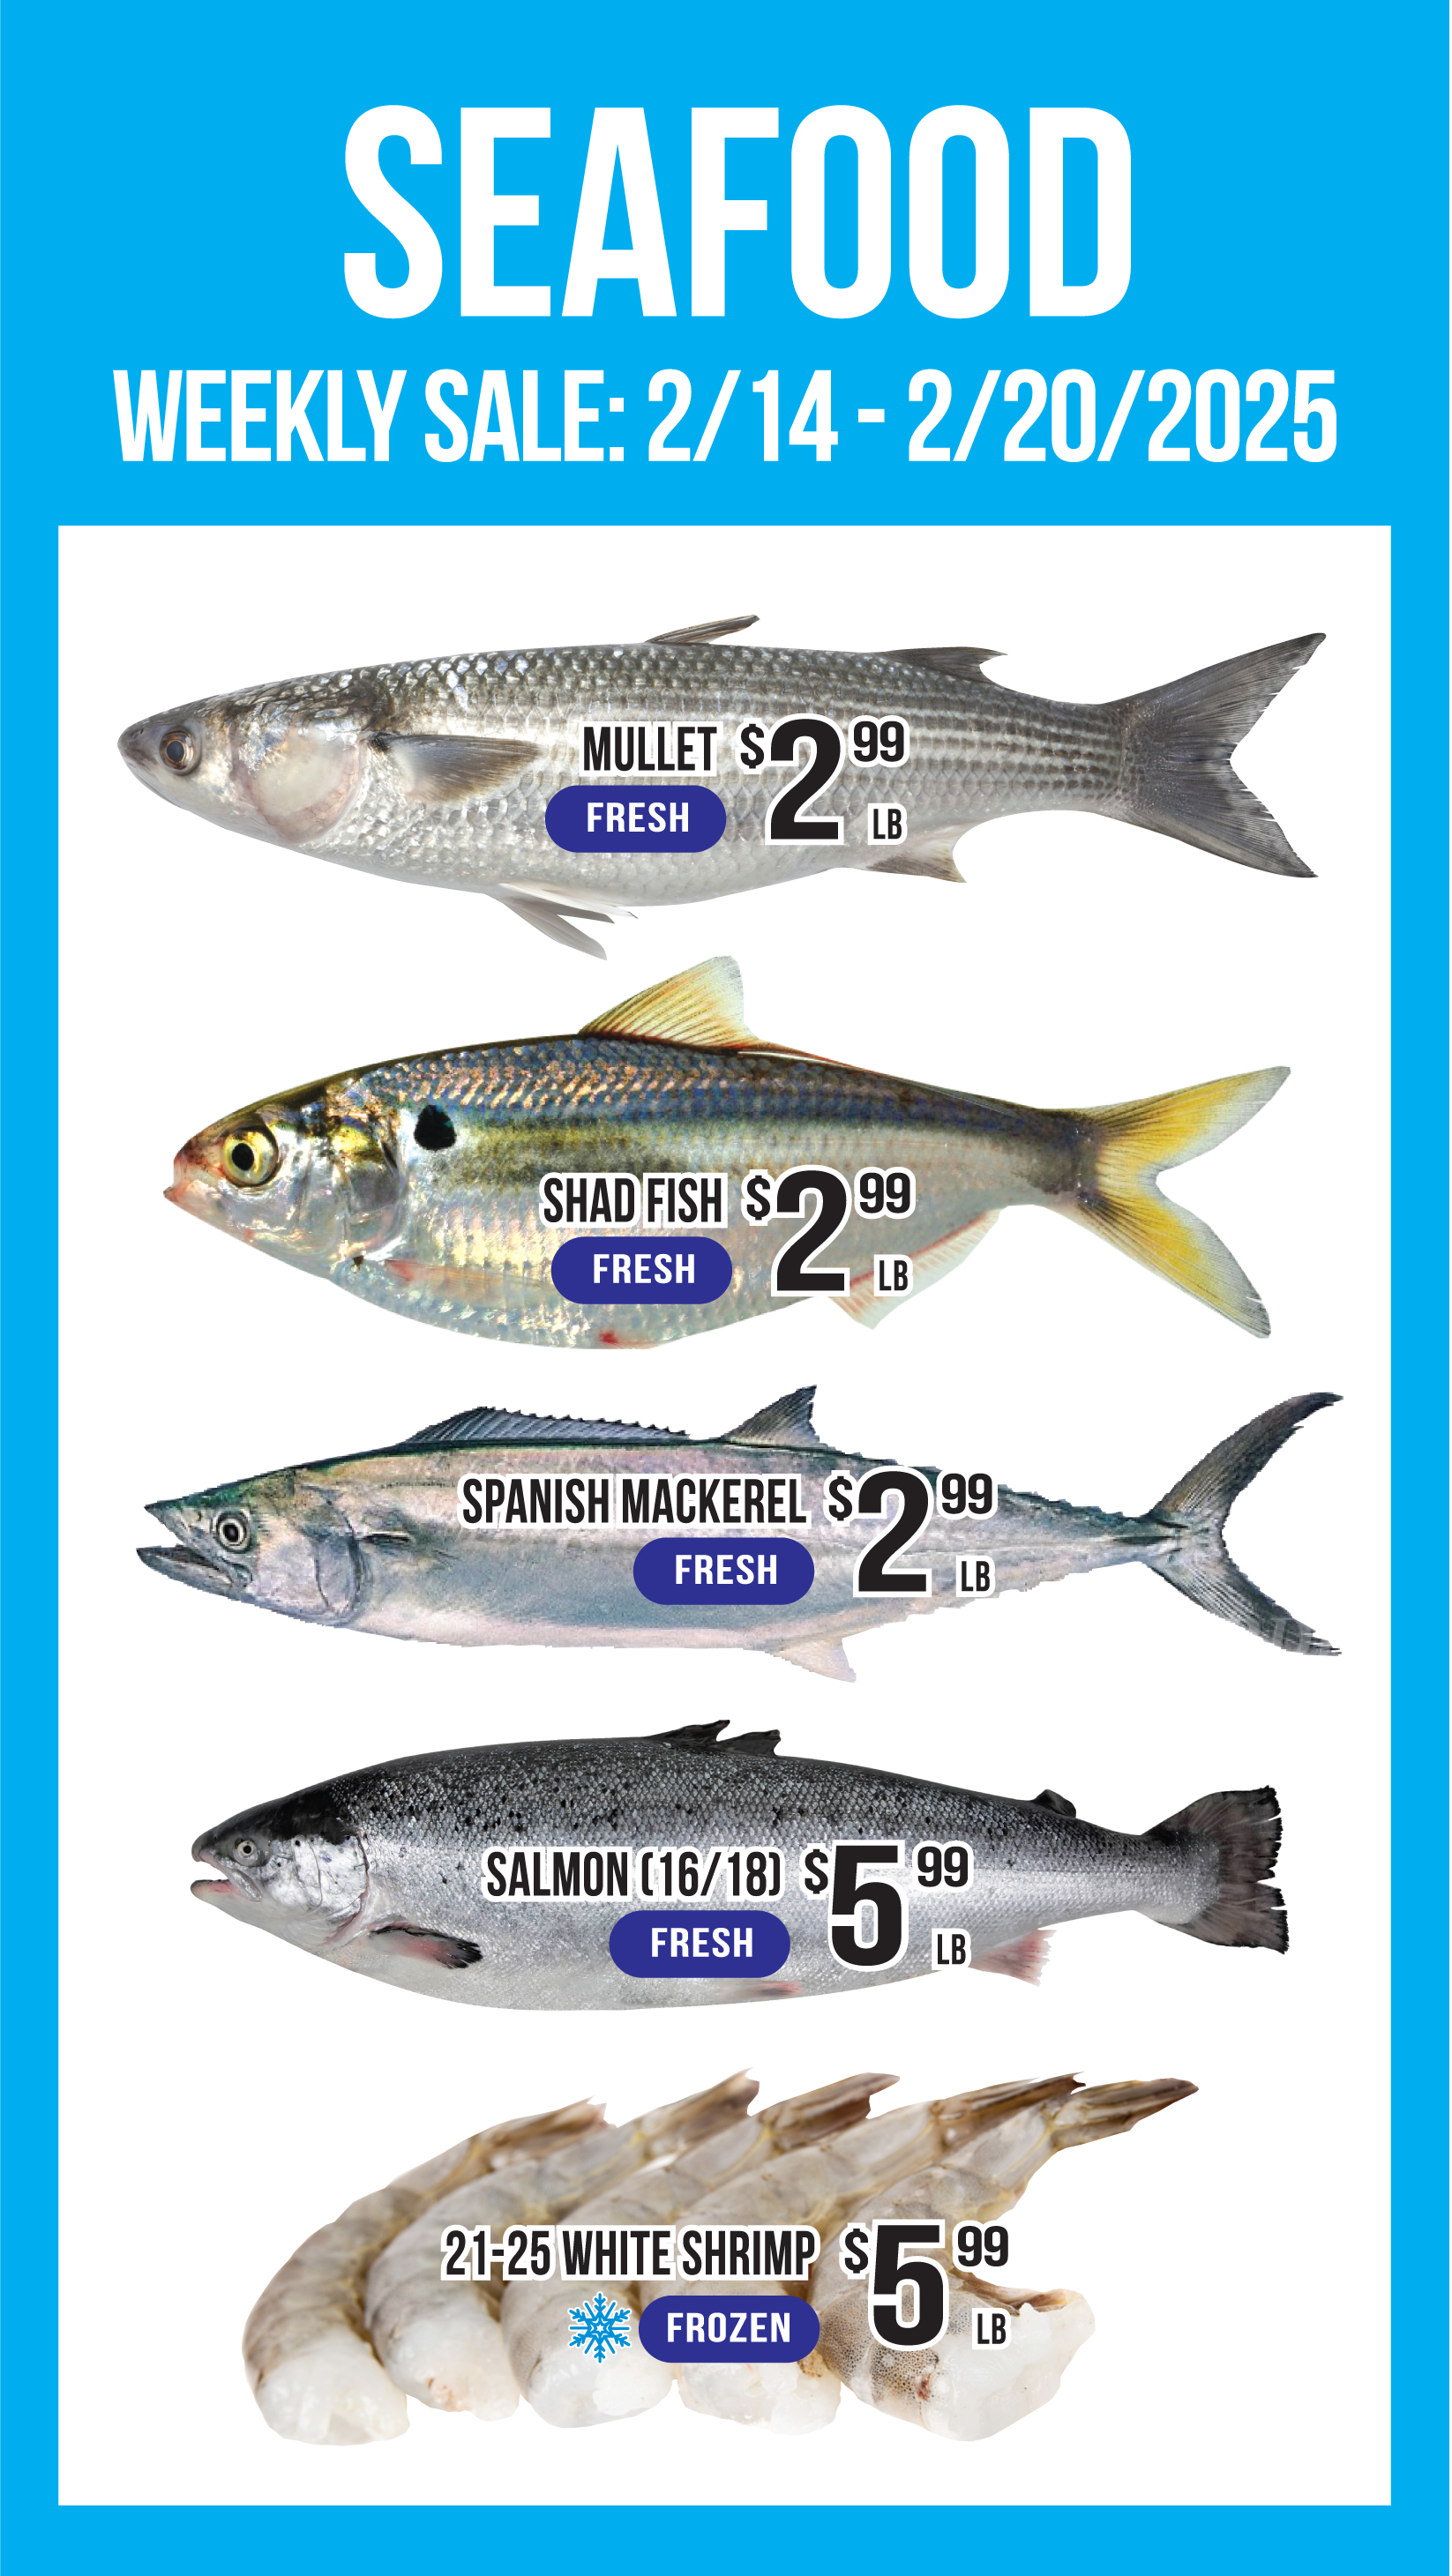 SEAFOOD
WEEKLY SALE: 2/14 - 2/20/2025
MULLET $2 99
FRESH LB
SHAD FISH $2 99
FRESH LB
SPANISH MACKEREL $2 99
FRESH LB
SALMON (16/18) $5 99
FRESH LB
21-25 WHITE SHRIMP $5 99
FROZEN LB